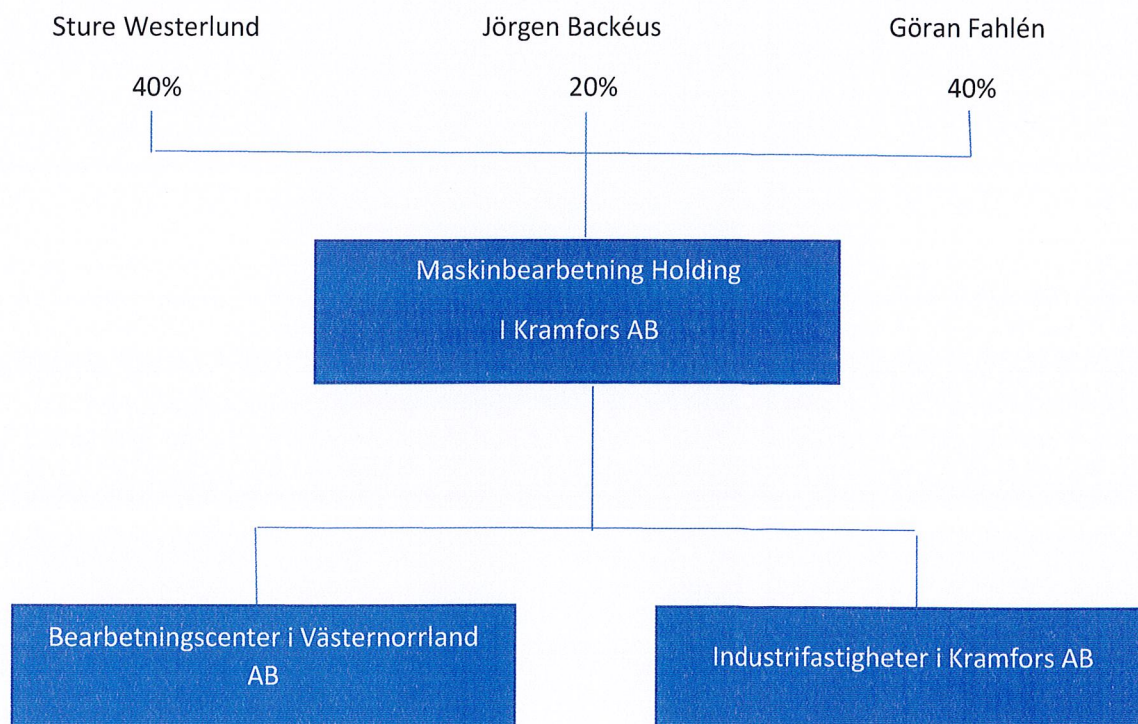 Sture Westerlund
Jörgen Backéus
Göran Fahlén
40%
20%
40%
Maskinbearbetning Holding
I Kramfors AB
Bearbetningscenter i Västernorrland
AB
Industrifastigheter i Kramfors AB